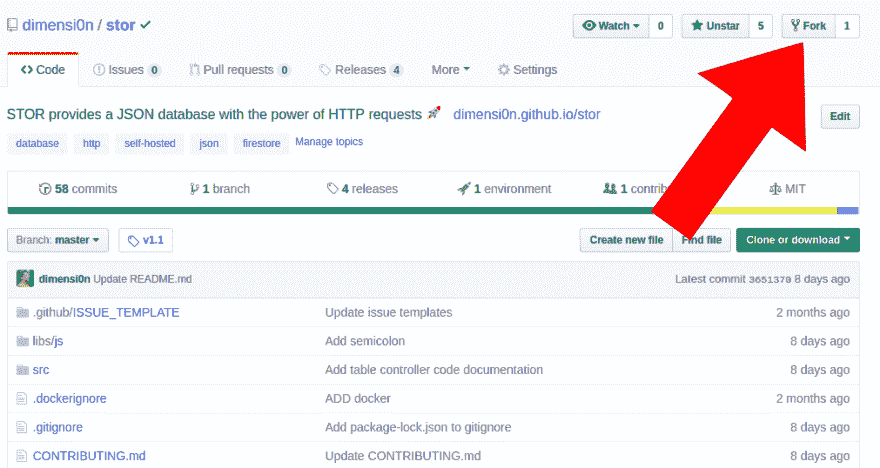 dimensi0n / stor Watch 0 Unstar 5 Fork 1
Code Issues 0 Pull requests 0 Releases 4 More Settings
STOR provides a JSON database with the power of HTTP requests 🚀 dimensi0n.github.io/stor Edit
database http self-hosted json firestore Manage topics
58 commits 1 branch 4 releases 1 environment 1 MIT
Branch: master v1.1 Create new file Find file Clone or download
dimensi0n Update README.md Latest commit 3651370 8 days ago
.github/ISSUE_TEMPLATE Update issue templates 2 months ago
libs/js Add semicolon 8 days ago
src Add table controller code documentation 8 days ago
.dockerignore ADD docker 2 months ago
.gitignore Add package-lock.json to gitignore 8 days ago
CONTRIBUTING.md Update CONTRIBUTING.md 8 days ago